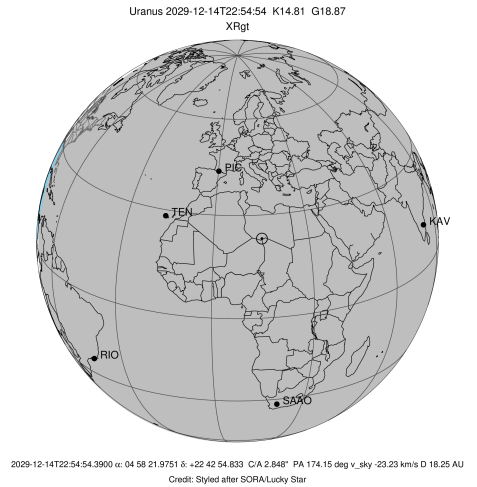 Uranus 2029-12-14T22:54:54 K14.81 G18.87
XRgt
PIC
TEN
KAV
RIO
SAAO
2029-12-14T22:54:54.3900 α: 04 58 21.9751 δ: +22 42 54.833 C/A 2.848" PA 174.15 deg v_sky -23.23 km/s D 18.25 AU
Credit: Styled after SORA/Lucky Star